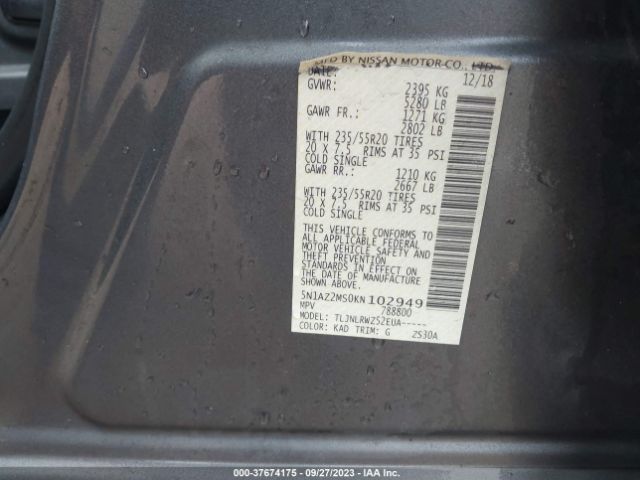 MFD BY NISSAN MOTOR CO., LTD.
DATE: 12/18
GVWR: 2395 KG
5280 LB
GAWR FR.: 1271 KG
2802 LB
WITH 235/55R20 TIRES
20 X 7.5 RIMS AT 35 PSI
COLD SINGLE
GAWR RR.: 1210 KG
2667 LB
WITH 235/55R20 TIRES
20 X 7.5 RIMS AT 35 PSI
COLD SINGLE
THIS VEHICLE CONFORMS TO
ALL APPLICABLE FEDERAL
MOTOR VEHICLE SAFETY AND
THEFT PREVENTION
STANDARDS IN EFFECT ON
THE DATE OF MANUFACTURE
SHOWN ABOVE.
5N1AZ2MS0KN102949
MPV 788800
MODEL: TLJNLRWZS2EUA-----
COLOR: KAD TRIM: G 2S30A
000-37674175 - 09/27/2023 - IAA Inc.